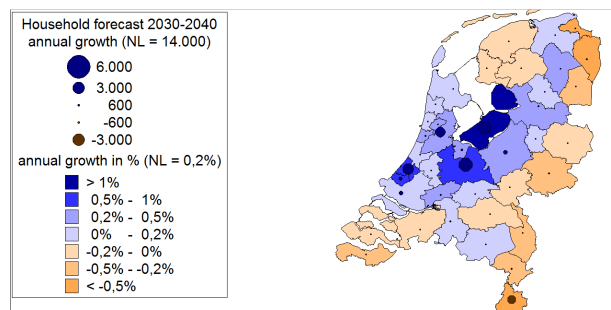 Household forecast 2030-2040
annual growth (NL = 14.000)
6.000
3.000
600
-600
-3.000
annual growth in % (NL = 0,2%)
> 1%
0,5% - 1%
0,2% - 0,5%
0% - 0,2%
-0,2% - 0%
-0,5% - -0,2%
< -0,5%